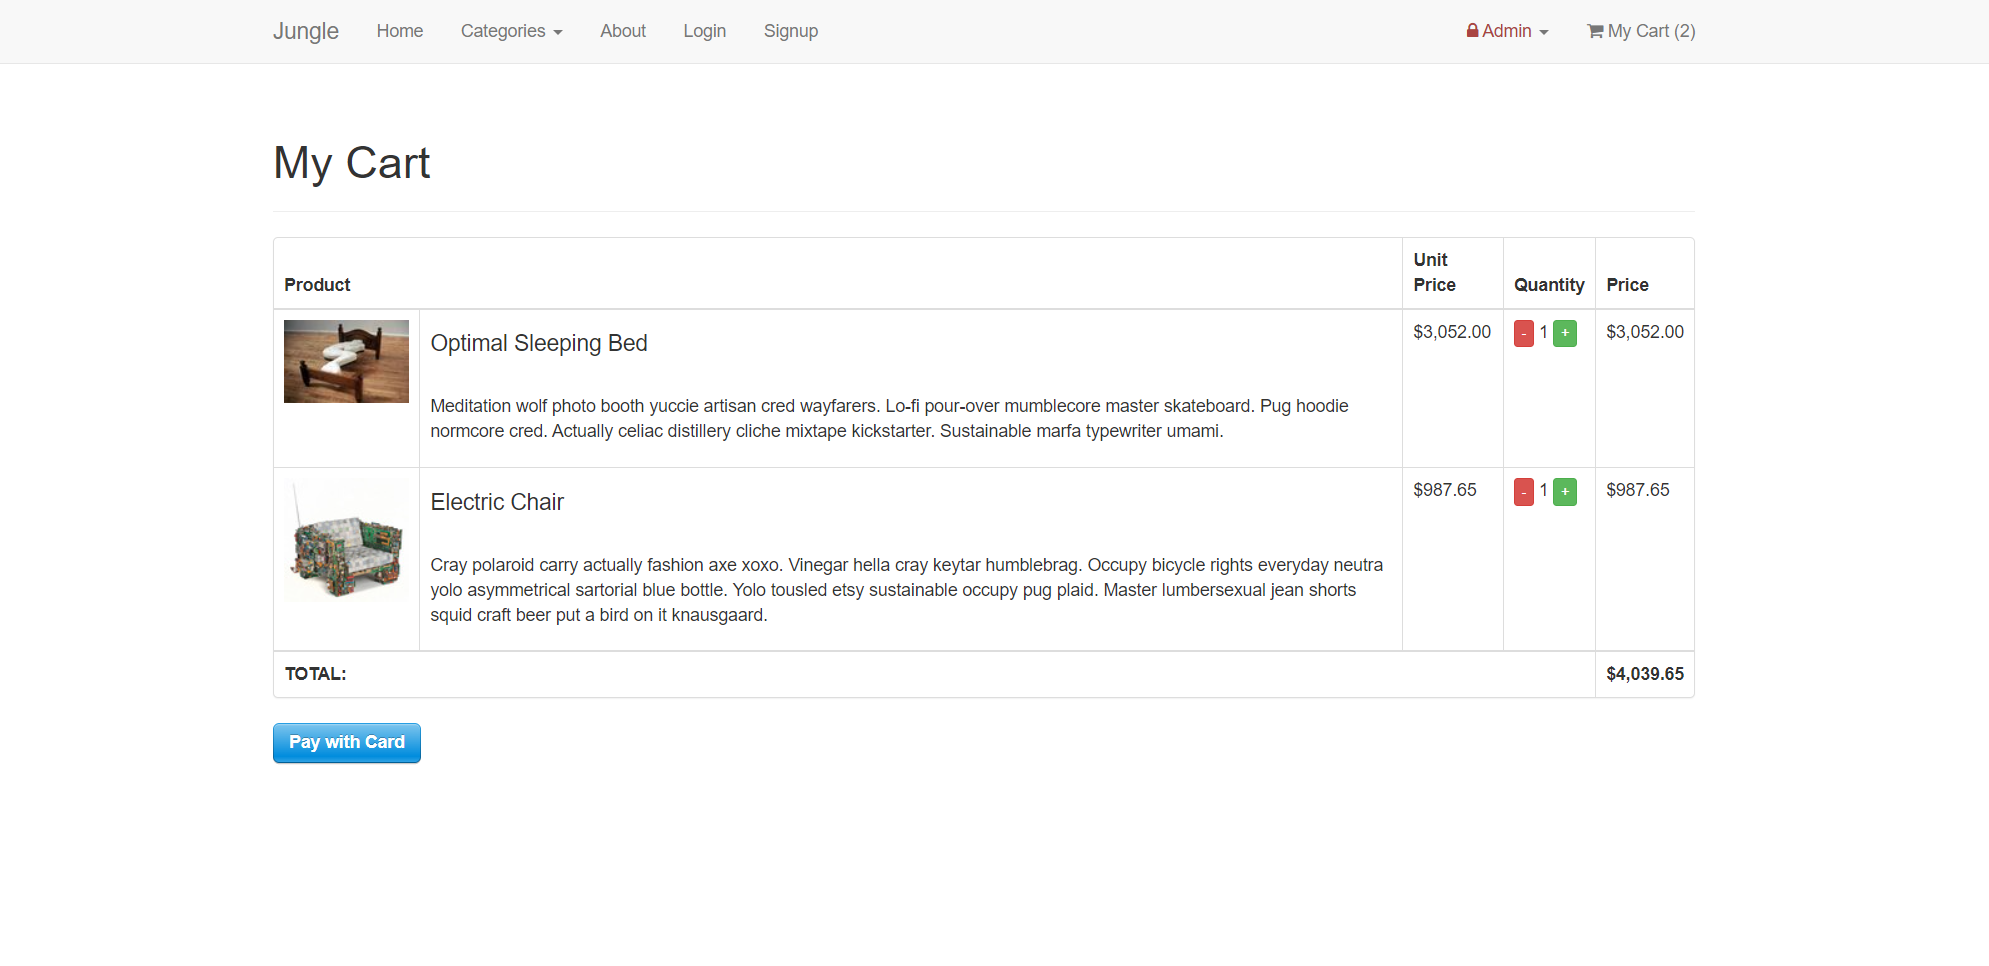 Jungle Home Categories About Login Signup Admin My Cart (2)
My Cart
Product Unit Price Quantity Price
Optimal Sleeping Bed $3,052.00 - 1 + $3,052.00
Meditation wolf photo booth yuccie artisan cred wayfarers. Lo-fi pour-over mumblecore master skateboard. Pug hoodie
normcore cred. Actually celiac distillery cliche mixtape kickstarter. Sustainable marfa typewriter umami.
Electric Chair $987.65 - 1 + $987.65
Cray polaroid carry actually fashion axe xoxo. Vinegar hella cray keytar humblebrag. Occupy bicycle rights everyday neutra
yolo asymmetrical sartorial blue bottle. Yolo tousled etsy sustainable occupy pug plaid. Master lumbersexual jean shorts
squid craft beer put a bird on it knausgaard.
TOTAL: $4,039.65
Pay with Card